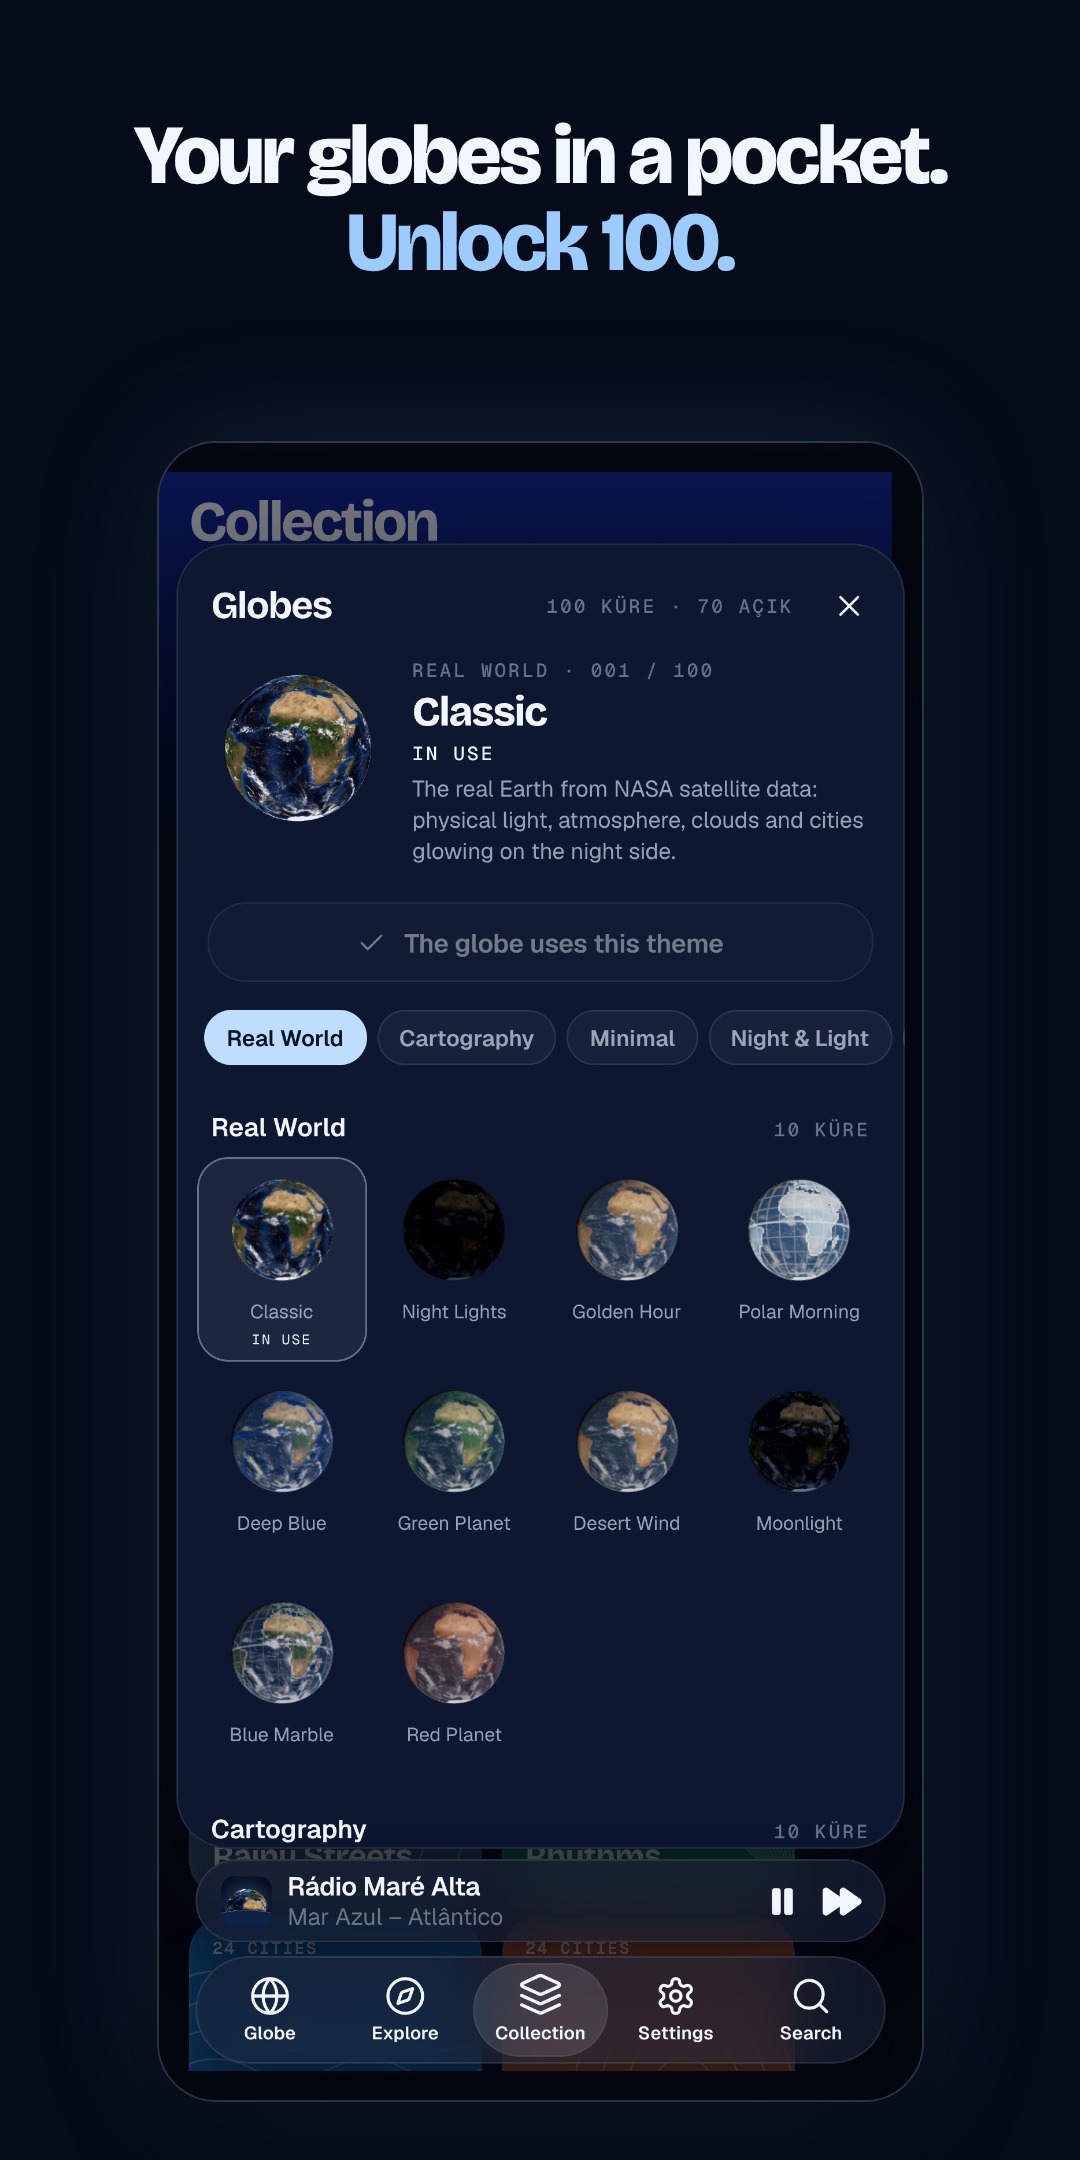 Your globes in a pocket.
Unlock 100.
Collection
Globes
100 KÜRE · 70 AÇIK
REAL WORLD · 001 / 100
Classic
IN USE
The real Earth from NASA satellite data:
physical light, atmosphere, clouds and cities
glowing on the night side.
The globe uses this theme
Real World
Cartography
Minimal
Night & Light
Real World
10 KÜRE
Classic
IN USE
Night Lights
Golden Hour
Polar Morning
Deep Blue
Green Planet
Desert Wind
Moonlight
Blue Marble
Red Planet
Cartography
10 KÜRE
Rainy Streets
Rhythms
Rádio Maré Alta
Mar Azul – Atlântico
24 CITIES
24 CITIES
Globe
Explore
Collection
Settings
Search